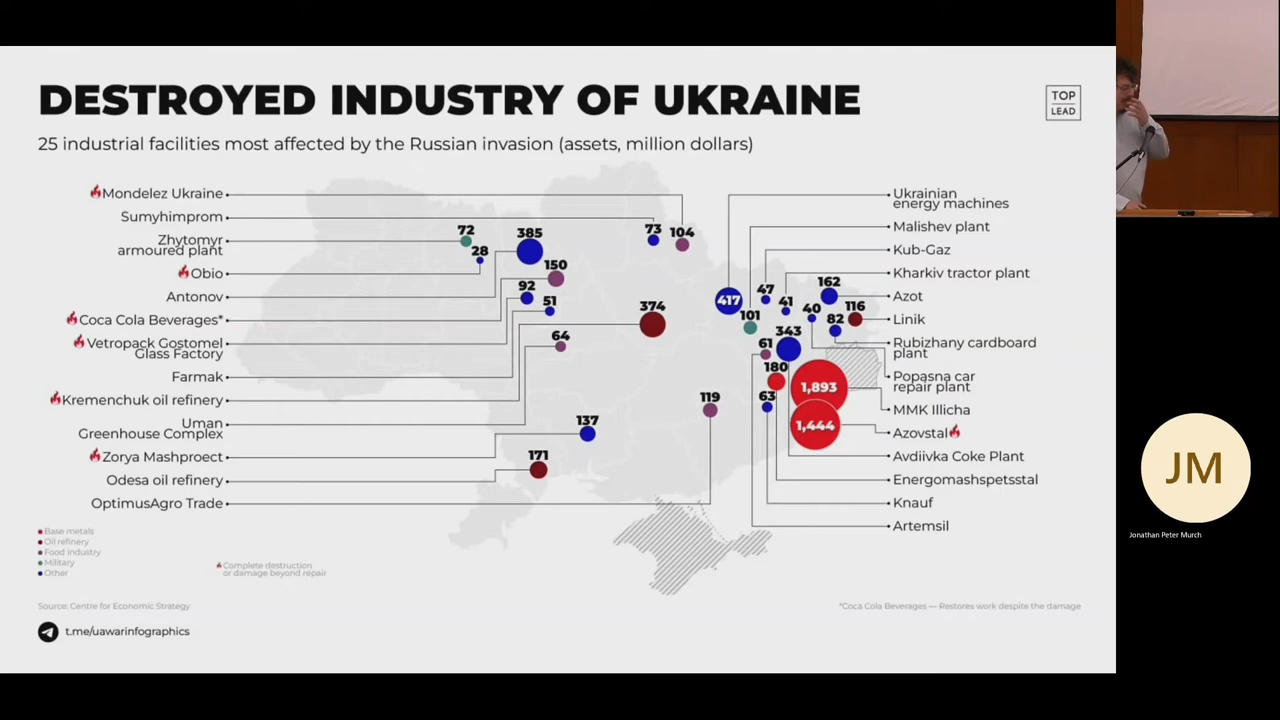 DESTROYED INDUSTRY OF UKRAINE
TOP
LEAD
25 industrial facilities most affected by the Russian invasion (assets, million dollars)
Mondelez Ukraine
Sumyhimprom
Zhytomyr
armoured plant
Obio
Antonov
Coca Cola Beverages*
Vetropack Gostomel
Glass Factory
Farmak
Kremenchuk oil refinery
Uman
Greenhouse Complex
Zorya Mashproect
Odesa oil refinery
OptimusAgro Trade
72
28
385
150
92
51
64
374
73
104
137
171
119
417
101
47
41
40
162
116
82
343
61
180
63
1,893
1,444
Ukrainian
energy machines
Malishev plant
Kub-Gaz
Kharkiv tractor plant
Azot
Linik
Rubizhany cardboard
plant
Popasna car
repair plant
MMK Illicha
Azovstal
Avdiivka Coke Plant
Energomashspetsstal
Knauf
Artemsil
Base metals
Oil refinery
Food industry
Military
Other
Complete destruction
or damage beyond repair
Source: Centre for Economic Strategy
*Coca Cola Beverages — Restores work despite the damage
t.me/uawarinfographics
JM
Jonathan Peter Murch